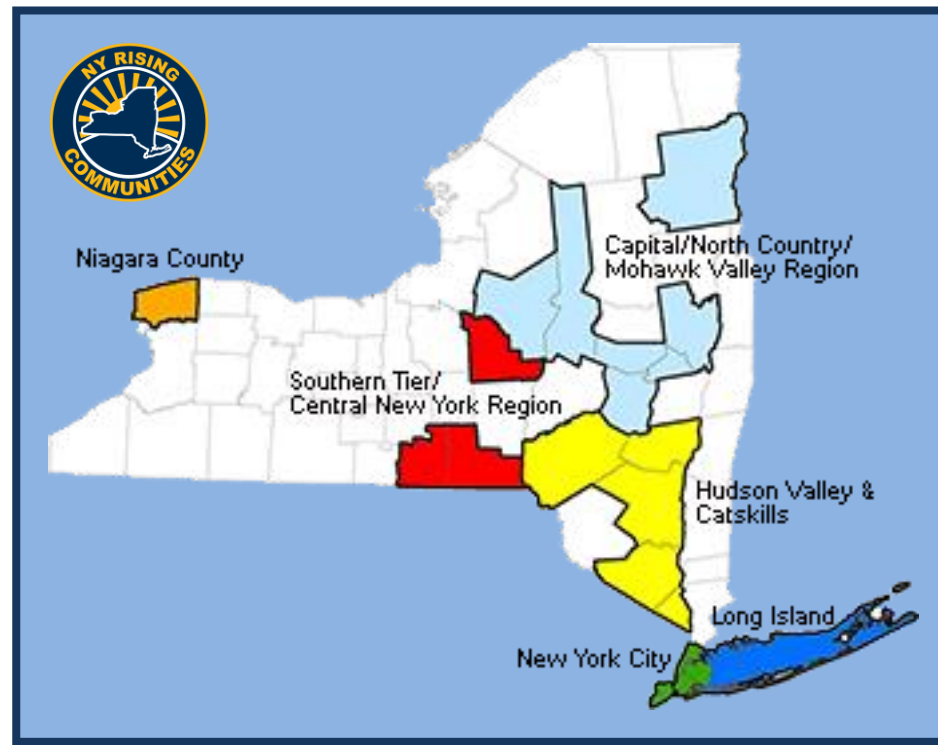 NY RISING
COMMUNITIES
Niagara County
Capital/North Country/
Mohawk Valley Region
Southern Tier/
Central New York Region
Hudson Valley &
Catskills
Long Island
New York City